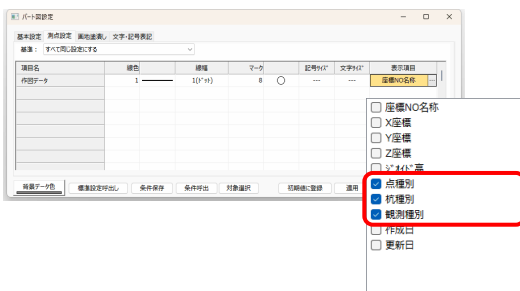 パート図設定
基本設定 測点設定 画地塗潰し 文字・記号表記
基準: すべて同じ設定にする
項目名 線色 線幅 マーク 記号ｻｲｽﾞ 文字ｻｲｽﾞ 表示項目
作図データ 1 1(ﾄﾞｯﾄ) 8 --- --- 座標NO名称 ...
座標NO名称
X座標
Y座標
Z座標
ｼﾞｵｲﾄﾞ高
点種別
杭種別
観測種別
作成日
更新日
背景データ色 標準設定呼出し 条件保存 条件呼出 対象選択 初期値に登録 適用